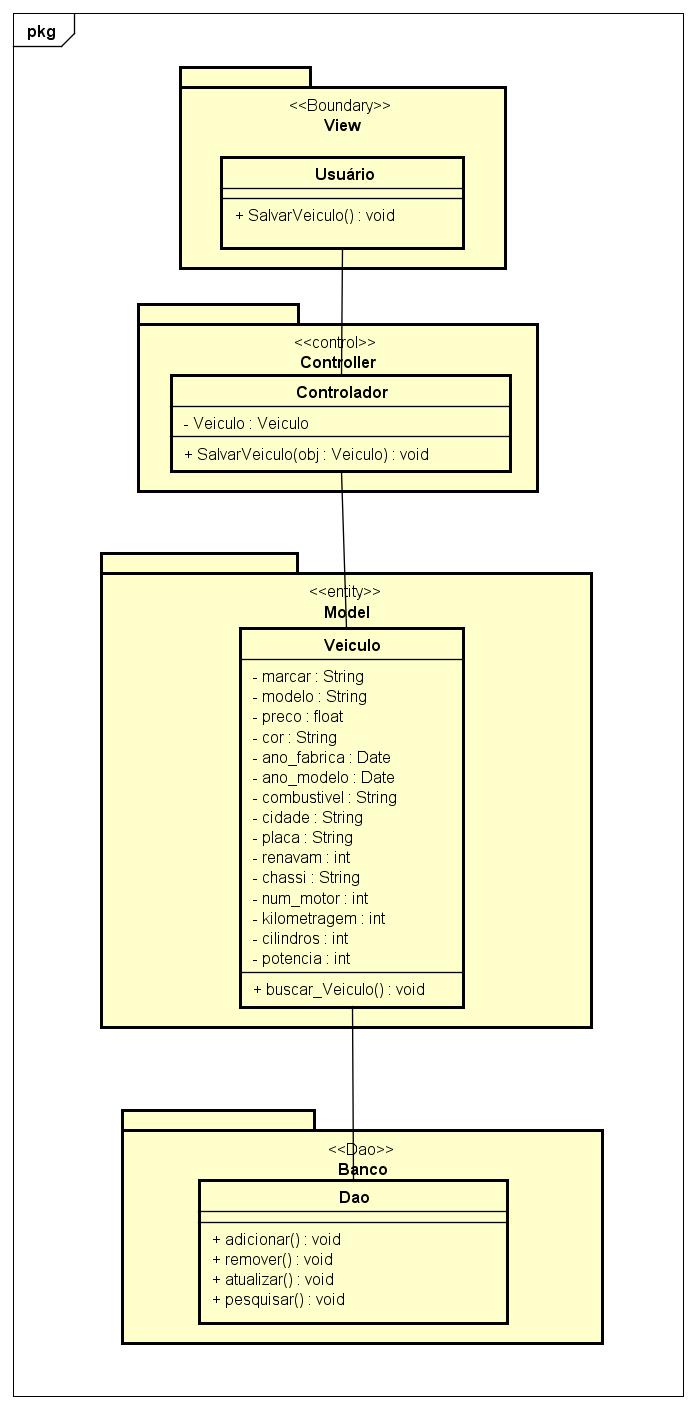 pkg
<<Boundary>>
View
Usuário
+ SalvarVeiculo() : void
<<control>>
Controller
Controlador
- Veiculo : Veiculo
+ SalvarVeiculo(obj : Veiculo) : void
<<entity>>
Model
Veiculo
- marcar : String
- modelo : String
- preco : float
- cor : String
- ano_fabrica : Date
- ano_modelo : Date
- combustivel : String
- cidade : String
- placa : String
- renavam : int
- chassi : String
- num_motor : int
- kilometragem : int
- cilindros : int
- potencia : int
+ buscar_Veiculo() : void
<<Dao>>
Banco
Dao
+ adicionar() : void
+ remover() : void
+ atualizar() : void
+ pesquisar() : void